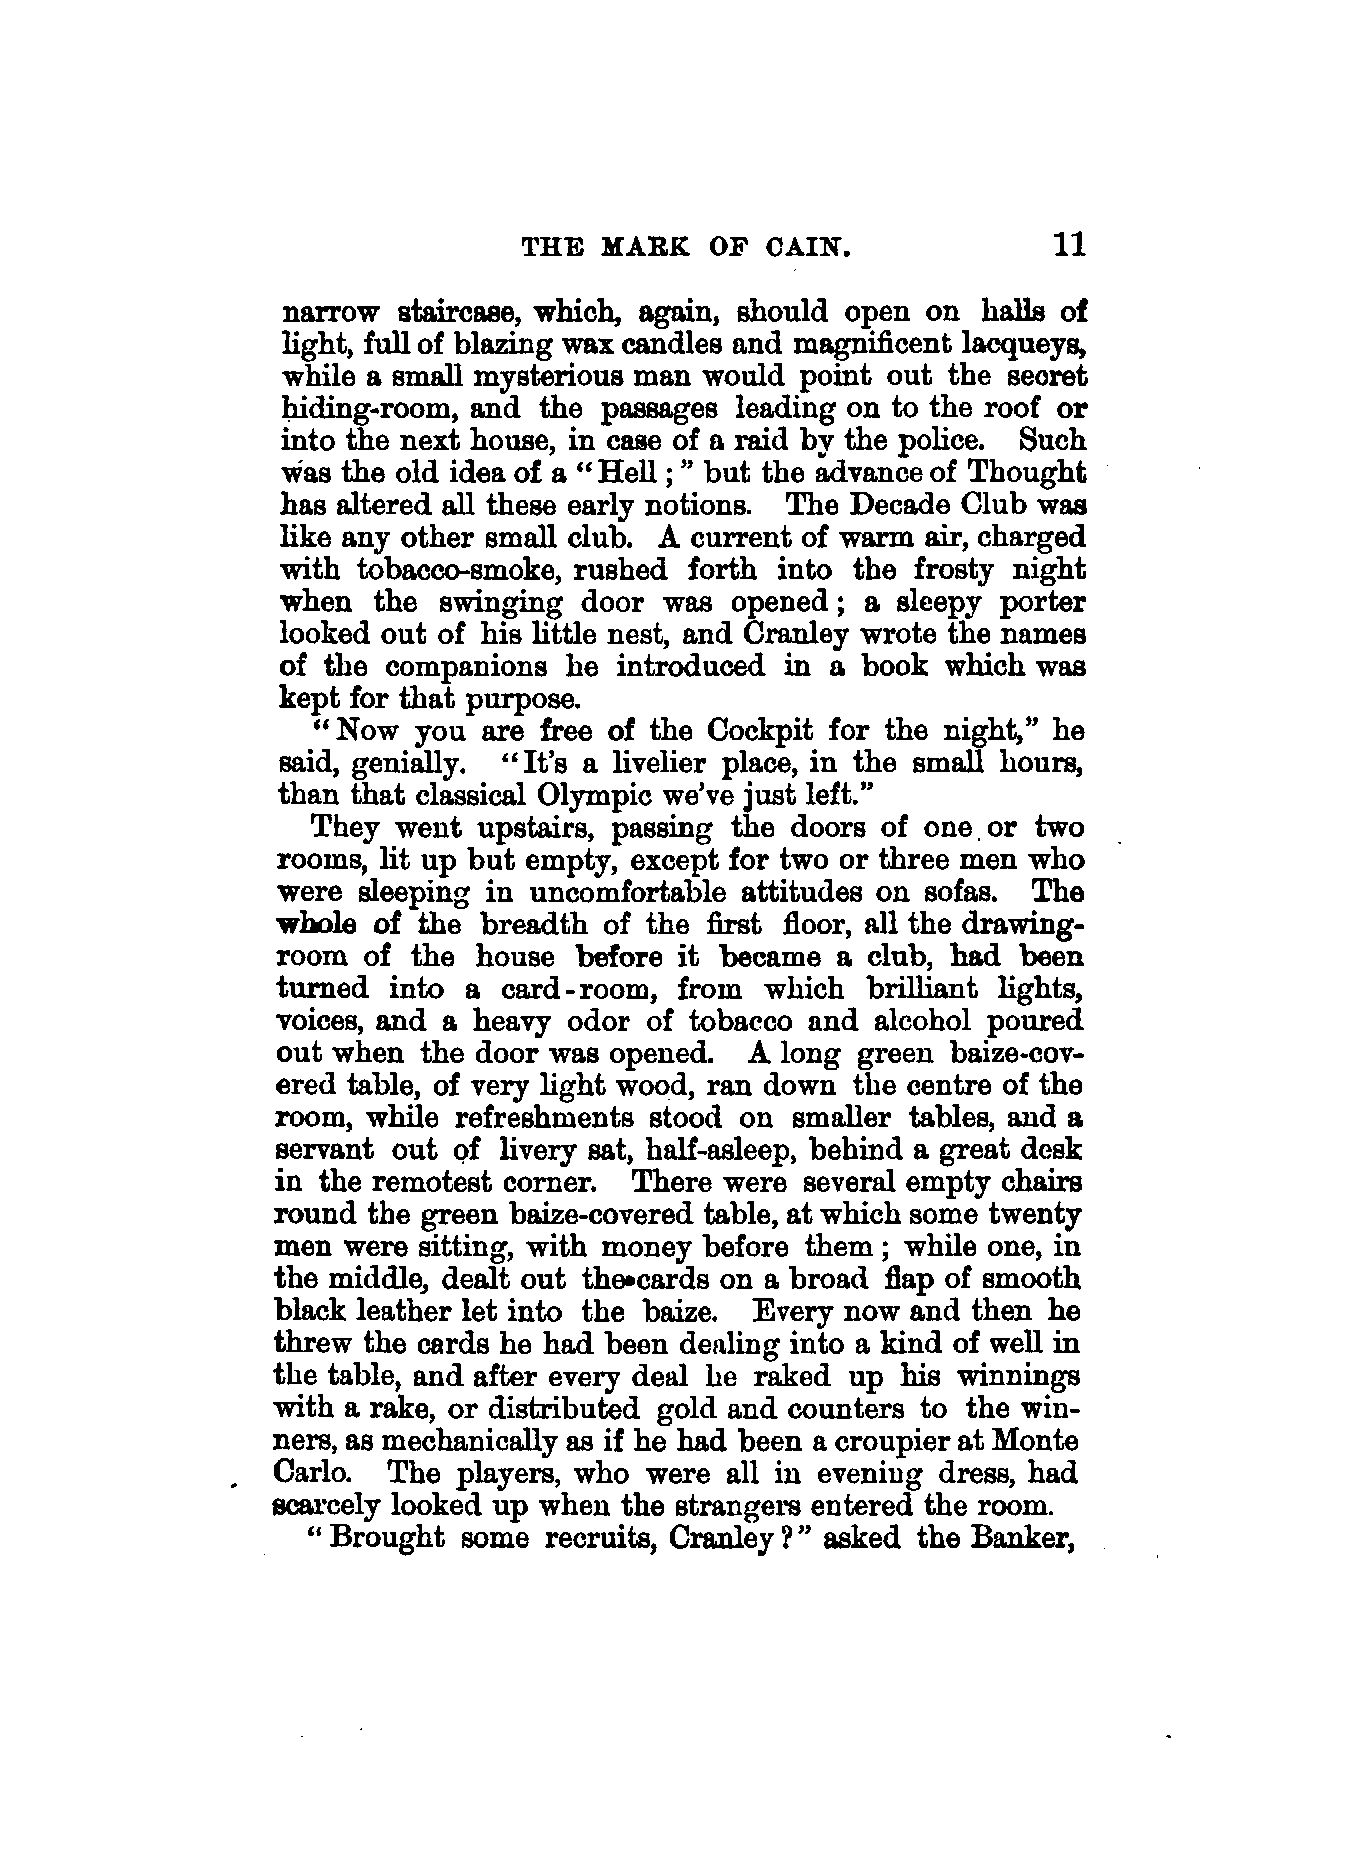 THE MARK OF CAIN. 11
narrow staircase, which, again, should open on halls of
light, full of blazing wax candles and magnificent lacqueys,
while a small mysterious man would point out the secret
hiding-room, and the passages leading on to the roof or
into the next house, in case of a raid by the police. Such
was the old idea of a "Hell;" but the advance of Thought
has altered all these early notions. The Decade Club was
like any other small club. A current of warm air, charged
with tobacco-smoke, rushed forth into the frosty night
when the swinging door was opened; a sleepy porter
looked out of his little nest, and Cranley wrote the names
of the companions he introduced in a book which was
kept for that purpose.
"Now you are free of the Cockpit for the night," he
said, genially. "It's a livelier place, in the small hours,
than that classical Olympic we've just left."
They went upstairs, passing the doors of one or two
rooms, lit up but empty, except for two or three men who
were sleeping in uncomfortable attitudes on sofas. The
whole of the breadth of the first floor, all the drawing-
room of the house before it became a club, had been
turned into a card-room, from which brilliant lights,
voices, and a heavy odor of tobacco and alcohol poured
out when the door was opened. A long green baize-cov-
ered table, of very light wood, ran down the centre of the
room, while refreshments stood on smaller tables, and a
servant out of livery sat, half-asleep, behind a great desk
in the remotest corner. There were several empty chairs
round the green baize-covered table, at which some twenty
men were sitting, with money before them; while one, in
the middle, dealt out the cards on a broad flap of smooth
black leather let into the baize. Every now and then he
threw the cards he had been dealing into a kind of well in
the table, and after every deal he raked up his winnings
with a rake, or distributed gold and counters to the win-
ners, as mechanically as if he had been a croupier at Monte
Carlo. The players, who were all in evening dress, had
scarcely looked up when the strangers entered the room.
"Brought some recruits, Cranley?" asked the Banker,